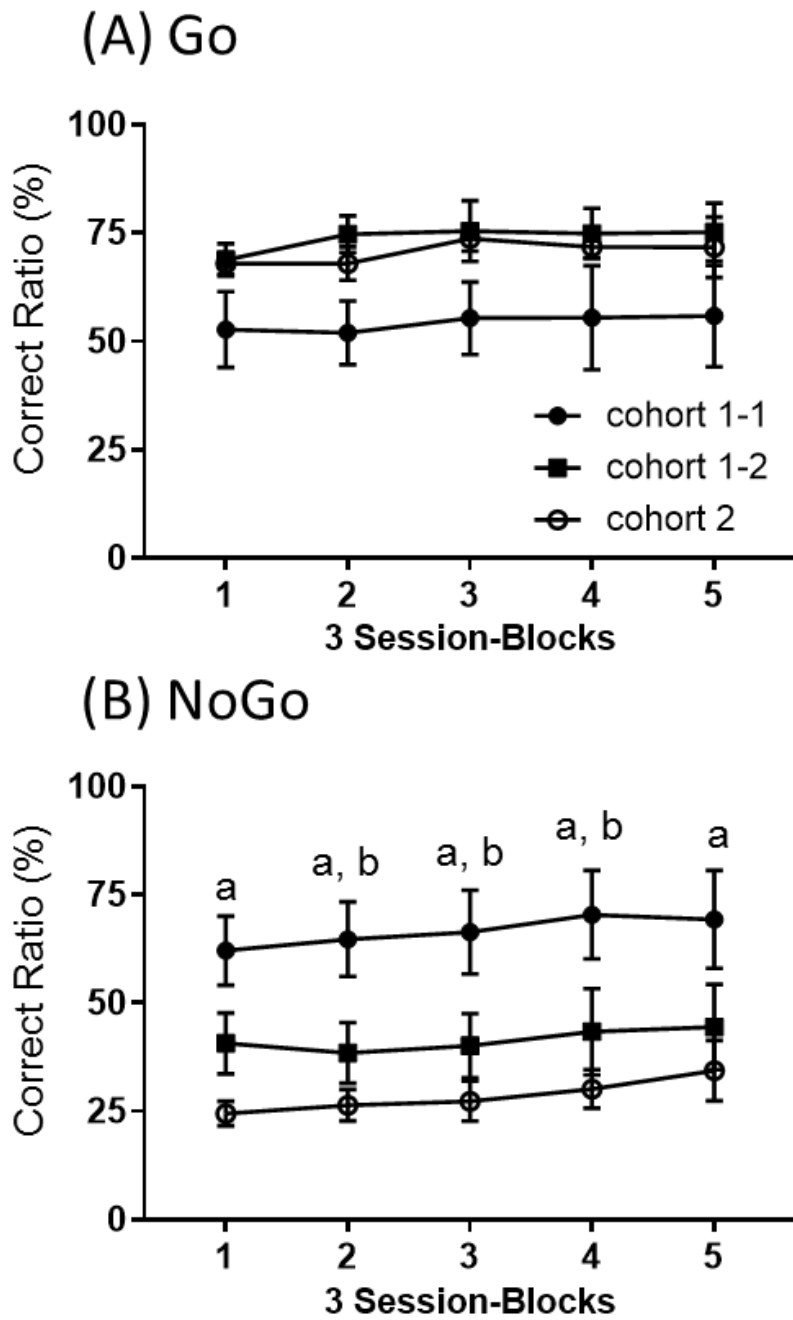 (A) Go
100
75
50
25
0
Correct Ratio (%)
cohort 1-1
cohort 1-2
cohort 2
1 2 3 4 5
3 Session-Blocks
(B) NoGo
100
75
50
25
0
Correct Ratio (%)
a a, b a, b a, b a
1 2 3 4 5
3 Session-Blocks